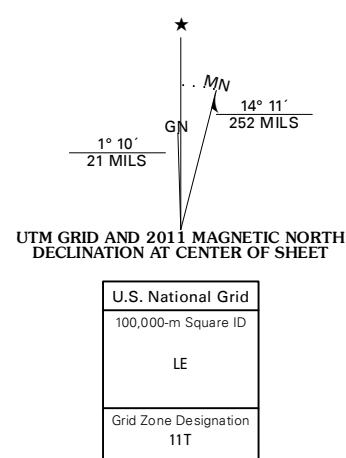 ★
MN
GN
14° 11´
252 MILS
1° 10´
21 MILS
UTM GRID AND 2011 MAGNETIC NORTH
DECLINATION AT CENTER OF SHEET
U.S. National Grid
100,000-m Square ID
LE
Grid Zone Designation
11T